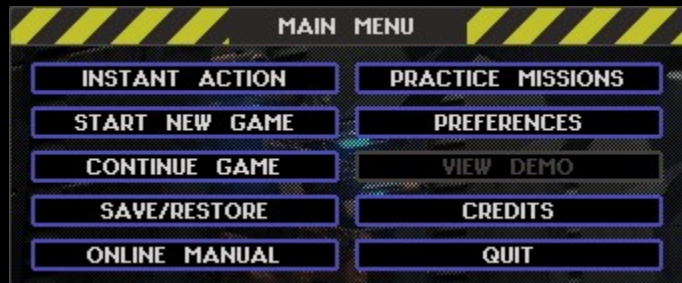 MAIN MENU
INSTANT ACTION
PRACTICE MISSIONS
START NEW GAME
PREFERENCES
CONTINUE GAME
VIEW DEMO
SAVE/RESTORE
CREDITS
ONLINE MANUAL
QUIT